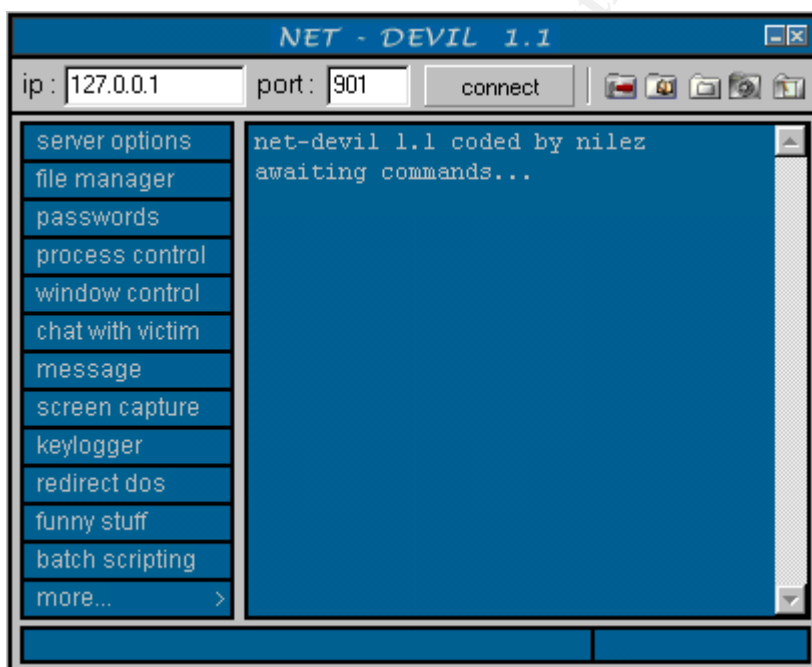 NET - DEVIL 1.1
ip : 127.0.0.1 port : 901 connect
server options
file manager
passwords
process control
window control
chat with victim
message
screen capture
keylogger
redirect dos
funny stuff
batch scripting
more... >
net-devil 1.1 coded by nilez
awaiting commands...